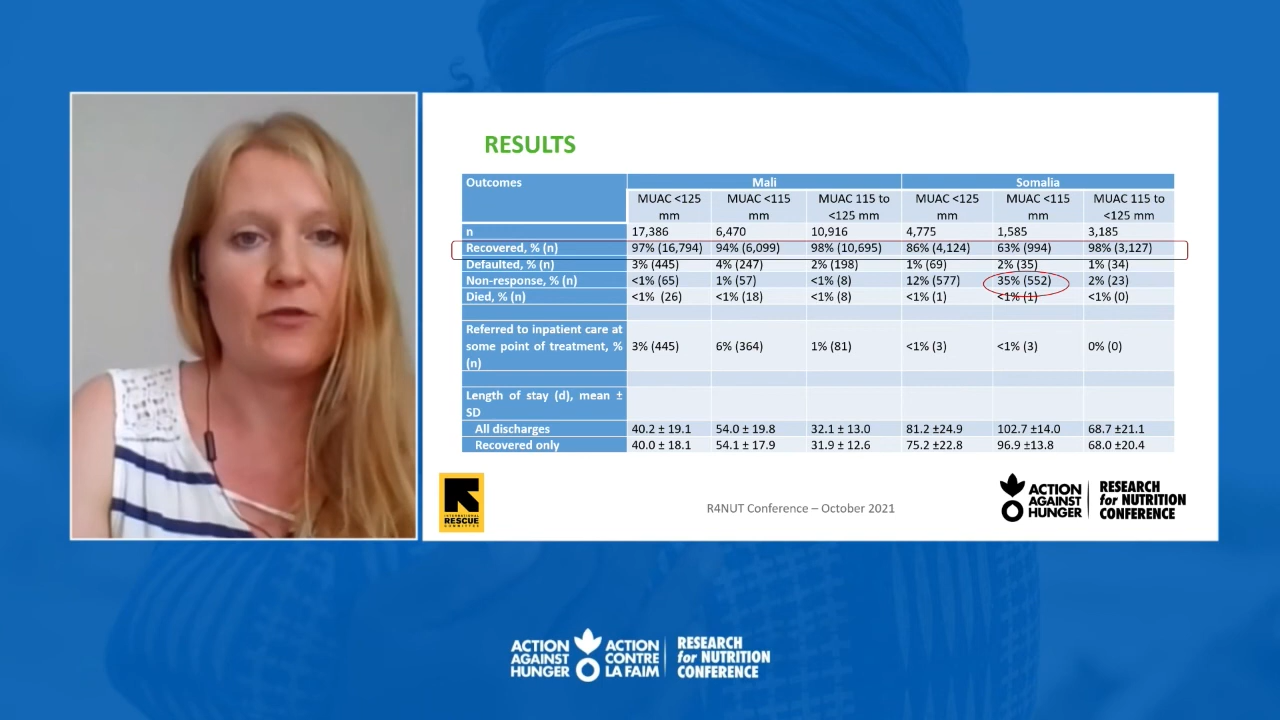 RESULTS
Outcomes Mali Somalia
MUAC <125 mm MUAC <115 mm MUAC 115 to <125 mm MUAC <125 mm MUAC <115 mm MUAC 115 to <125 mm
n 17,386 6,470 10,916 4,775 1,585 3,185
Recovered, % (n) 97% (16,794) 94% (6,099) 98% (10,695) 86% (4,124) 63% (994) 98% (3,127)
Defaulted, % (n) 3% (445) 4% (247) 2% (198) 1% (69) 2% (35) 1% (34)
Non-response, % (n) <1% (65) 1% (57) <1% (8) 12% (577) 35% (552) 2% (23)
Died, % (n) <1% (26) <1% (18) <1% (8) <1% (1) <1% (1) <1% (0)
Referred to inpatient care at
some point of treatment, % 3% (445) 6% (364) 1% (81) <1% (3) <1% (3) 0% (0)
(n)
Length of stay (d), mean ±
SD
All discharges 40.2 ± 19.1 54.0 ± 19.8 32.1 ± 13.0 81.2 ±24.9 102.7 ±14.0 68.7 ±21.1
Recovered only 40.0 ± 18.1 54.1 ± 17.9 31.9 ± 12.6 75.2 ±22.8 96.9 ±13.8 68.0 ±20.4
INTERNATIONAL
RESCUE
COMMITTEE
R4NUT Conference – October 2021
ACTION
AGAINST
HUNGER
RESEARCH
for NUTRITION
CONFERENCE
ACTION
AGAINST
HUNGER
ACTION
CONTRE
LA FAIM
RESEARCH
for NUTRITION
CONFERENCE